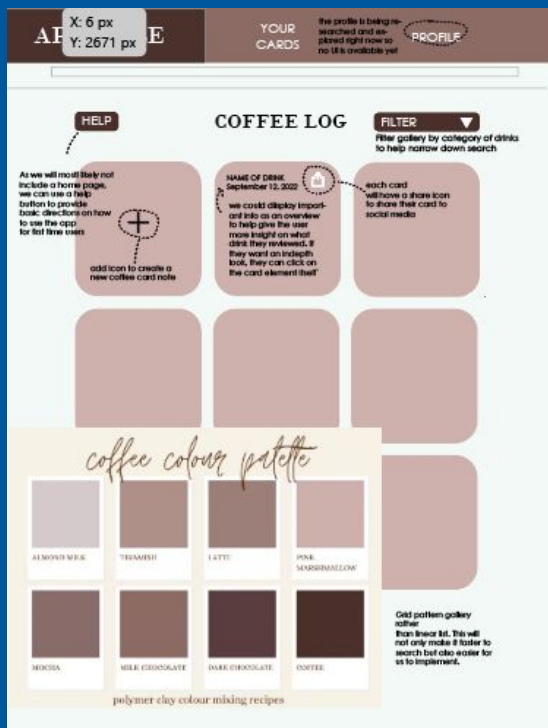 X: 6 px
Y: 2671 px
YOUR
CARDS
the profile is being re-
searched and ex-
plored right now so
no UI is available yet
PROFILE
HELP
COFFEE LOG
FILTER
Filter gallery by category of drinks
to help narrow down search
As we will most likely not
include a home page,
we can use a help
button to provide
basic directions on how
to use the app
for first time users
add icon to create a
new coffee card note
NAME OF DRINK
September 12, 2022
we could display import-
ant info as an overview
to help give the user
more insight on what
drink they reviewed. If
they want an indepth
look, they can click on
the card element itself
each card
will have a share icon
to share their card to
social media
coffee colour palette
ALMOND MILK
TIRAMISU
LATTE
PINK
MARSHMALLOW
MOCHA
MILK CHOCOLATE
DARK CHOCOLATE
COFFEE
polymer clay colour mixing recipes
Grid pattern gallery
rather
than linear list. This will
not only make it faster to
search but also easier for
us to implement.